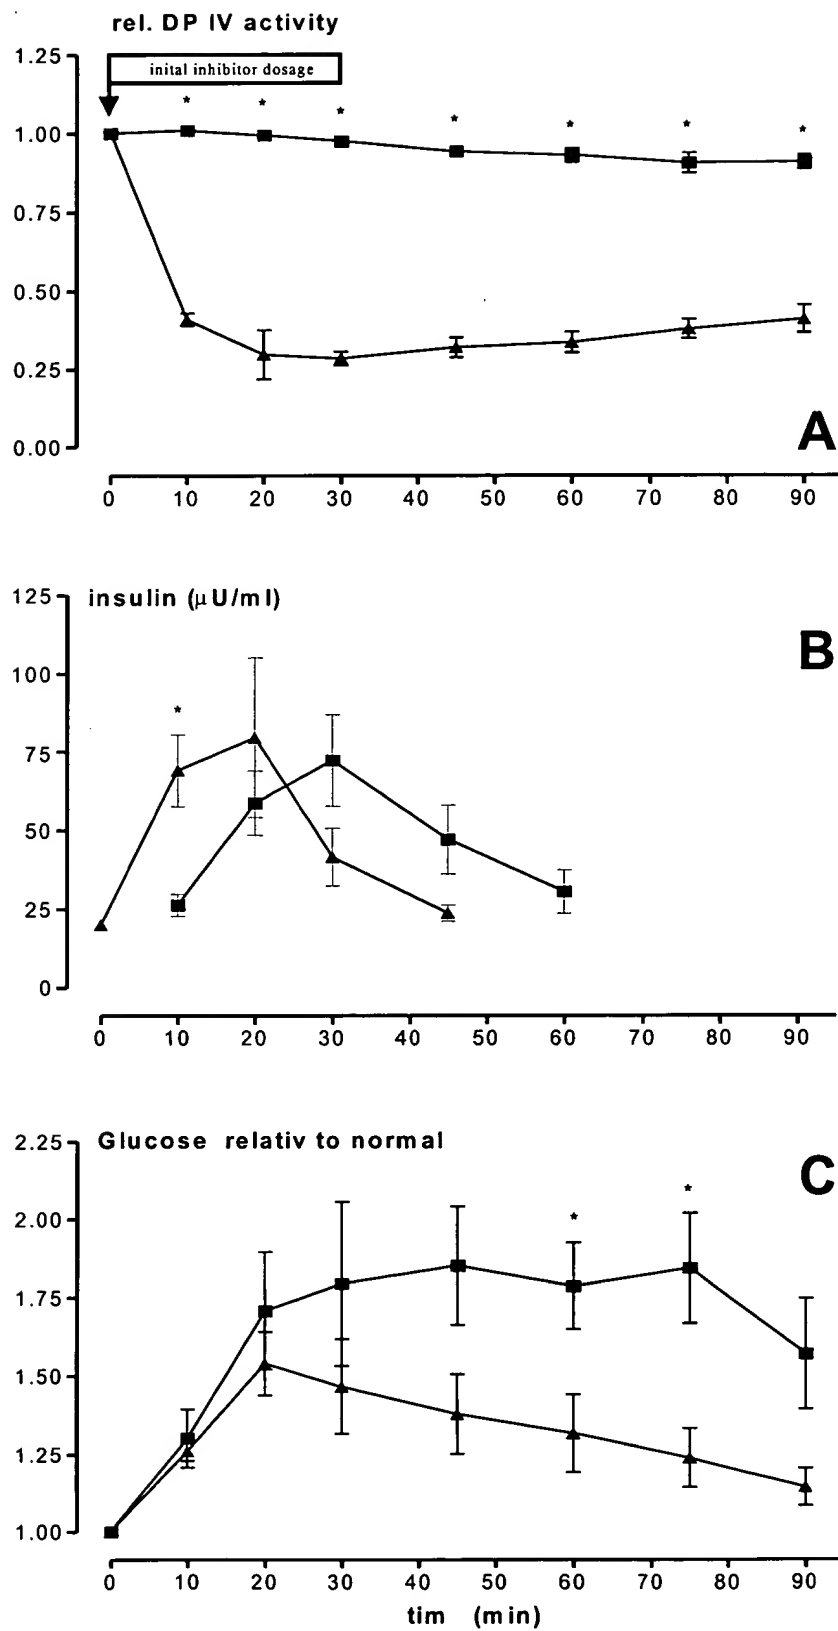 rel. DP IV activity
1.25
inital inhibitor dosage
* * * * * * *
1.00
0.75
0.50
0.25
0.00
A
0 10 20 30 40 50 60 70 80 90
125
insulin (μU/ml)
B
100
*
75
50
25
0
0 10 20 30 40 50 60 70 80 90
2.25
Glucose relativ to normal
C
*
*
2.00
1.75
1.50
1.25
1.00
0 10 20 30 40 50 60 70 80 90
tim (min)